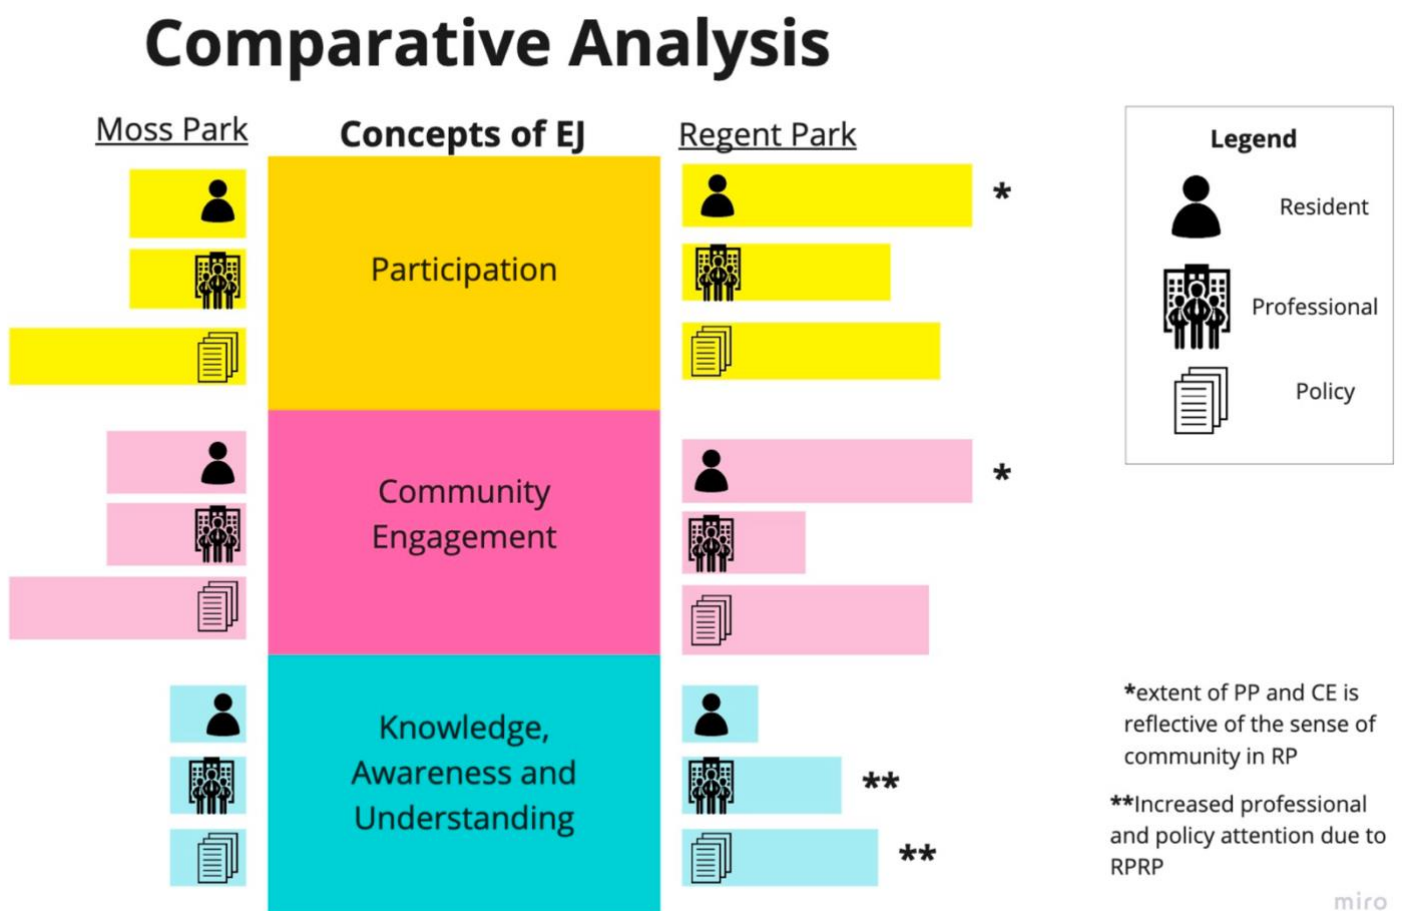 Comparative Analysis
Moss Park
Concepts of EJ
Regent Park
Participation
*
Community
Engagement
*
Knowledge,
Awareness and
Understanding
**
**
Legend
Resident
Professional
Policy
*extent of PP and CE is
reflective of the sense of
community in RP
**Increased professional
and policy attention due to
RPRP
miro